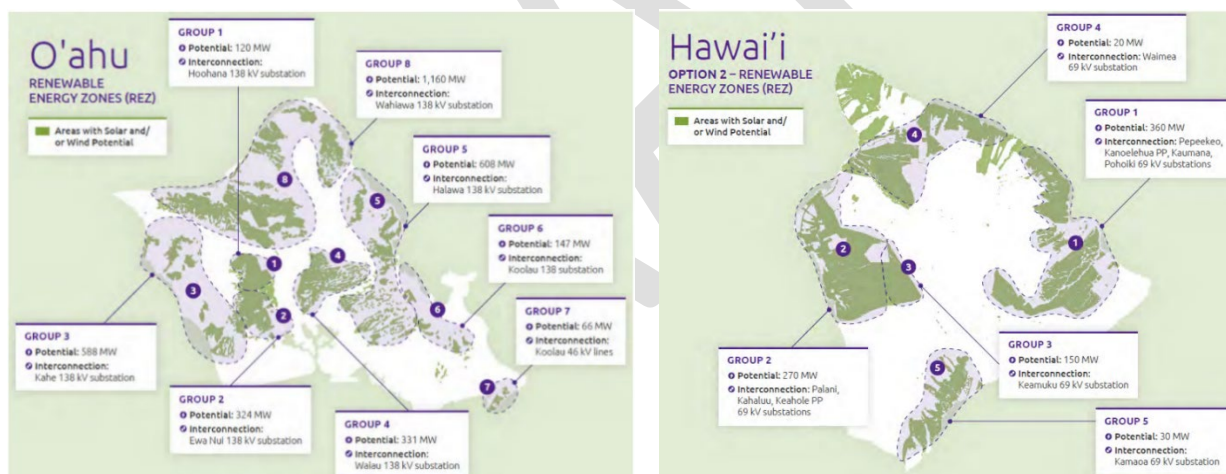 O'ahu
RENEWABLE
ENERGY ZONES (REZ)
Areas with Solar and/
or Wind Potential
GROUP 1
Potential: 120 MW
Interconnection:
Hoohana 138 kV substation
GROUP 8
Potential: 1,160 MW
Interconnection:
Wahiawa 138 kV substation
GROUP 5
Potential: 608 MW
Interconnection:
Halawa 138 kV substation
GROUP 6
Potential: 147 MW
Interconnection:
Koolau 138 substation
GROUP 7
Potential: 66 MW
Interconnection:
Koolau 46 kV lines
GROUP 3
Potential: 588 MW
Interconnection:
Kahe 138 kV substation
GROUP 2
Potential: 324 MW
Interconnection:
Ewa Nui 138 kV substation
GROUP 4
Potential: 331 MW
Interconnection:
Waiau 138 kV substation
8
5
1
4
3
2
6
7
Hawai'i
OPTION 2 – RENEWABLE
ENERGY ZONES (REZ)
Areas with Solar and/
or Wind Potential
GROUP 4
Potential: 20 MW
Interconnection: Waimea
69 kV substation
GROUP 1
Potential: 360 MW
Interconnection: Pepeekeo,
Kanoelehua PP, Kaumana,
Pohoiki 69 kV substations
GROUP 2
Potential: 270 MW
Interconnection: Palani,
Kahaluu, Keahole PP
69 kV substations
GROUP 3
Potential: 150 MW
Interconnection:
Keamuku 69 kV substation
GROUP 5
Potential: 30 MW
Interconnection:
Kamaoa 69 kV substation
4
1
2
3
5